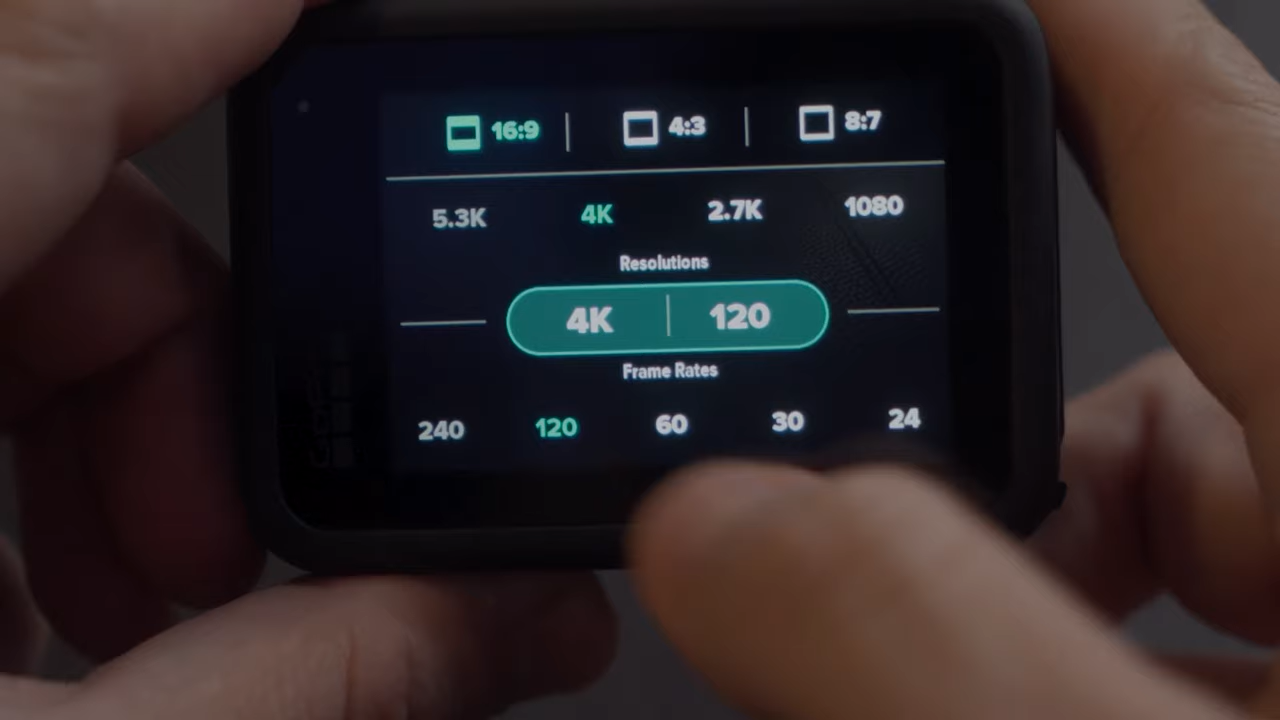 16:9 | 4:3 | 8:7
5.3K 4K 2.7K 1080
Resolutions
4K | 120
Frame Rates
240 120 60 30 24